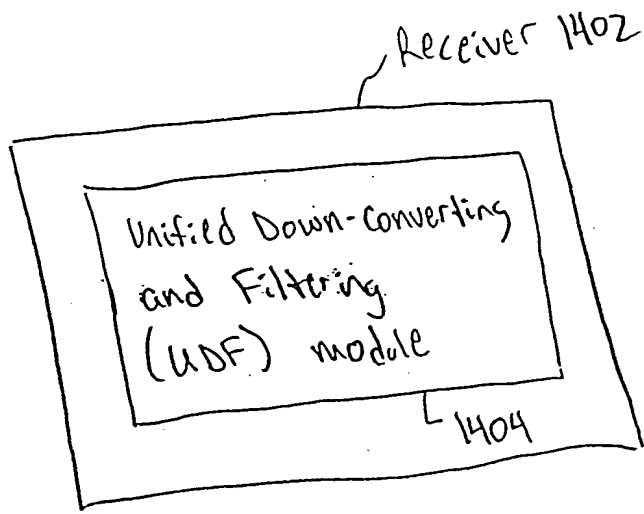 Receiver 1402
Unified Down-Converting
and Filtering
(UDF) module
1404